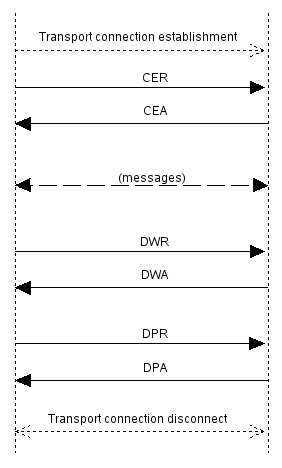 Transport connection establishment
CER
CEA
(messages)
DWR
DWA
DPR
DPA
Transport connection disconnect